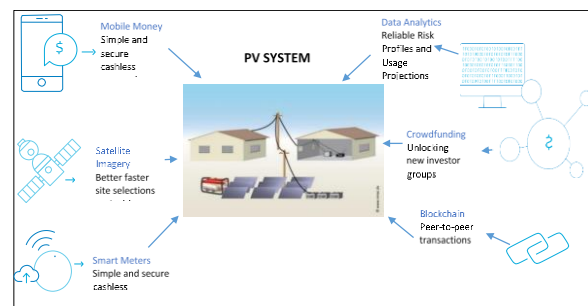 Mobile Money
Simple and
secure
cashless
PV SYSTEM
Data Analytics
Reliable Risk
Profiles and
Usage
Projections
Satellite
Imagery
Better faster
site selections
Crowdfunding
Unlocking
new investor
groups
Blockchain
Peer-to-peer
transactions
Smart Meters
Simple and secure
cashless